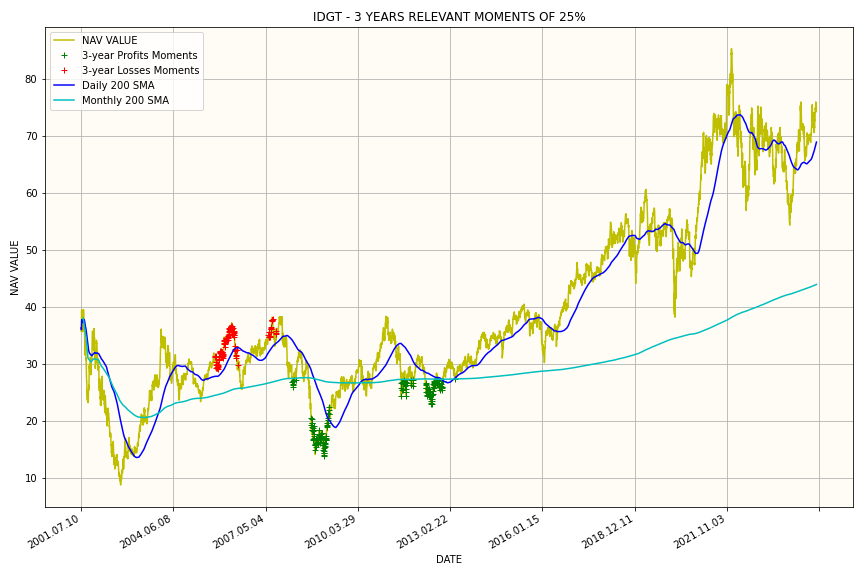 IDGT - 3 YEARS RELEVANT MOMENTS OF 25%
NAV VALUE
3-year Profits Moments
3-year Losses Moments
Daily 200 SMA
Monthly 200 SMA
NAV VALUE
80
70
60
50
40
30
20
10
2001.07.10
2004.06.08
2007.05.04
2010.03.29
2013.02.22
2016.01.15
2018.12.11
2021.11.03
DATE